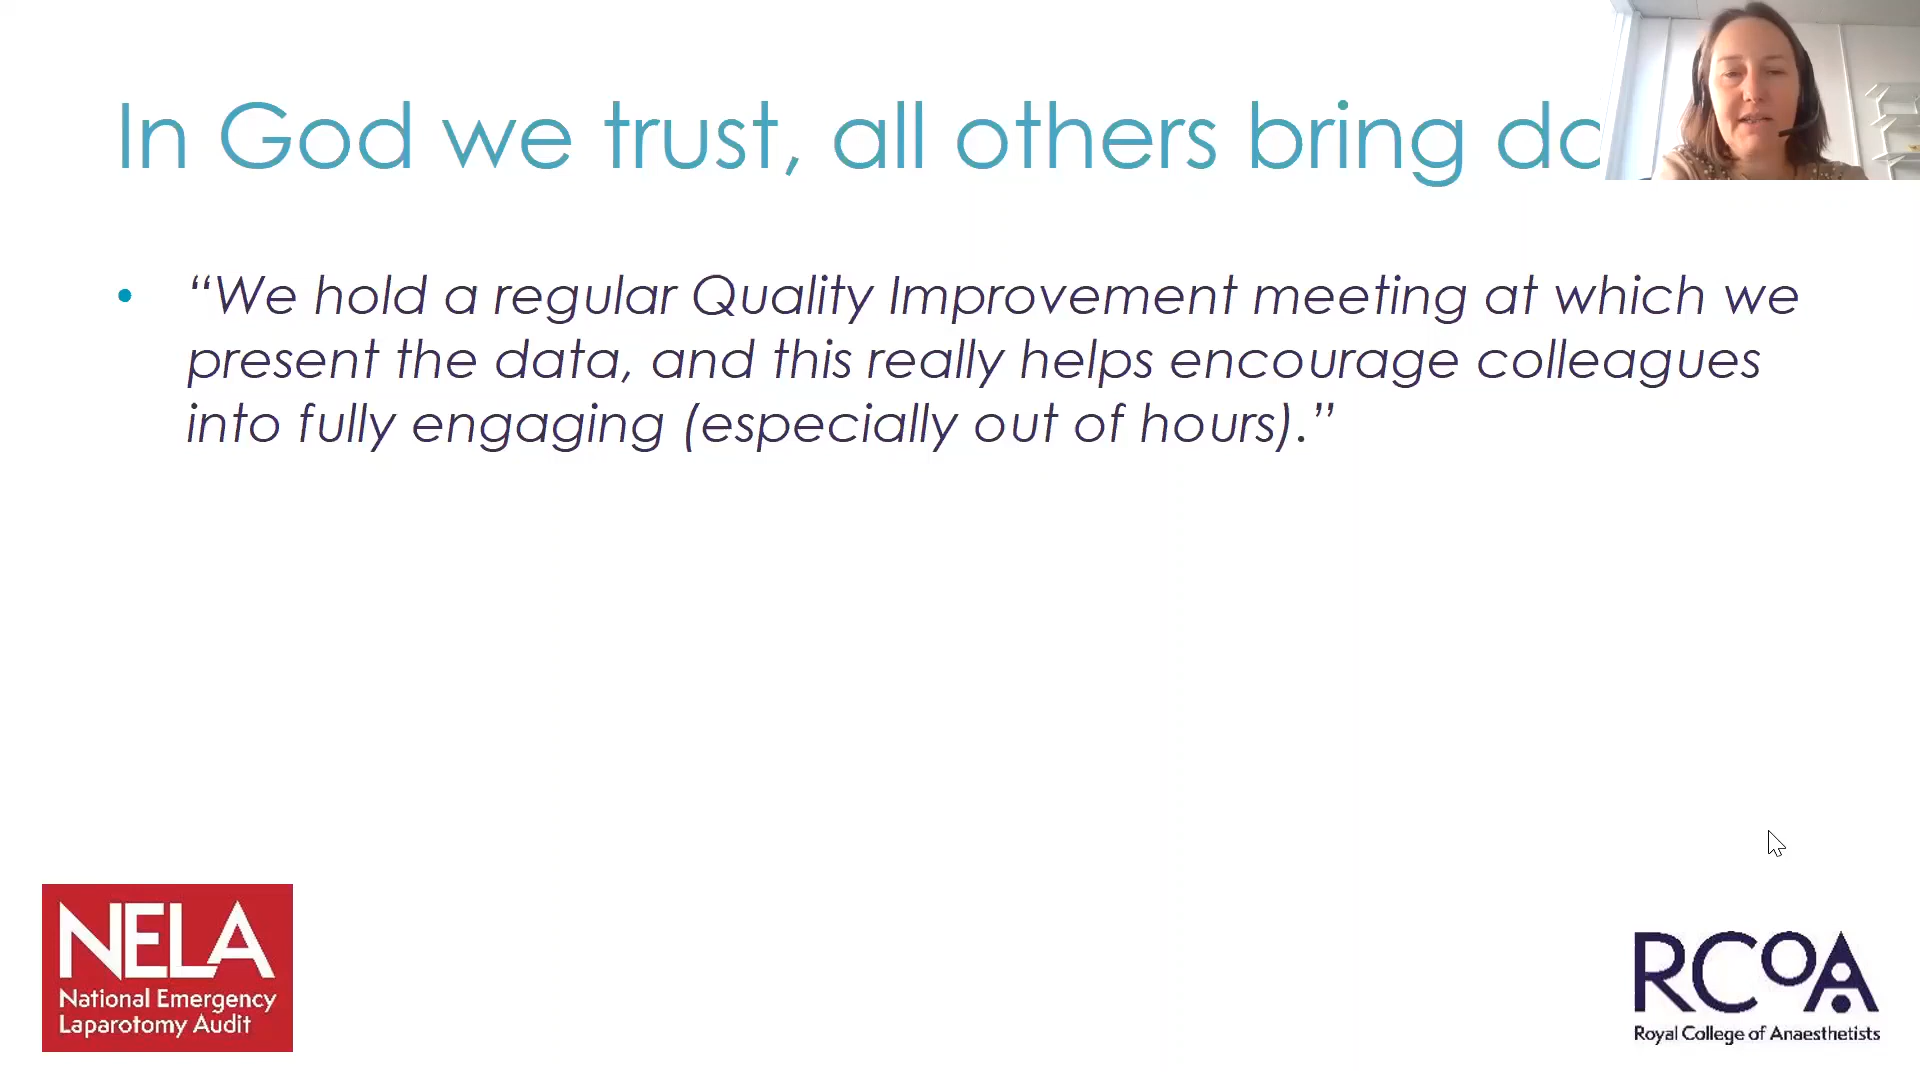 In God we trust, all others bring
• “We hold a regular Quality Improvement meeting at which we
present the data, and this really helps encourage colleagues
into fully engaging (especially out of hours).”
NELA
National Emergency
Laparotomy Audit
RCoA
Royal College of Anaesthetists